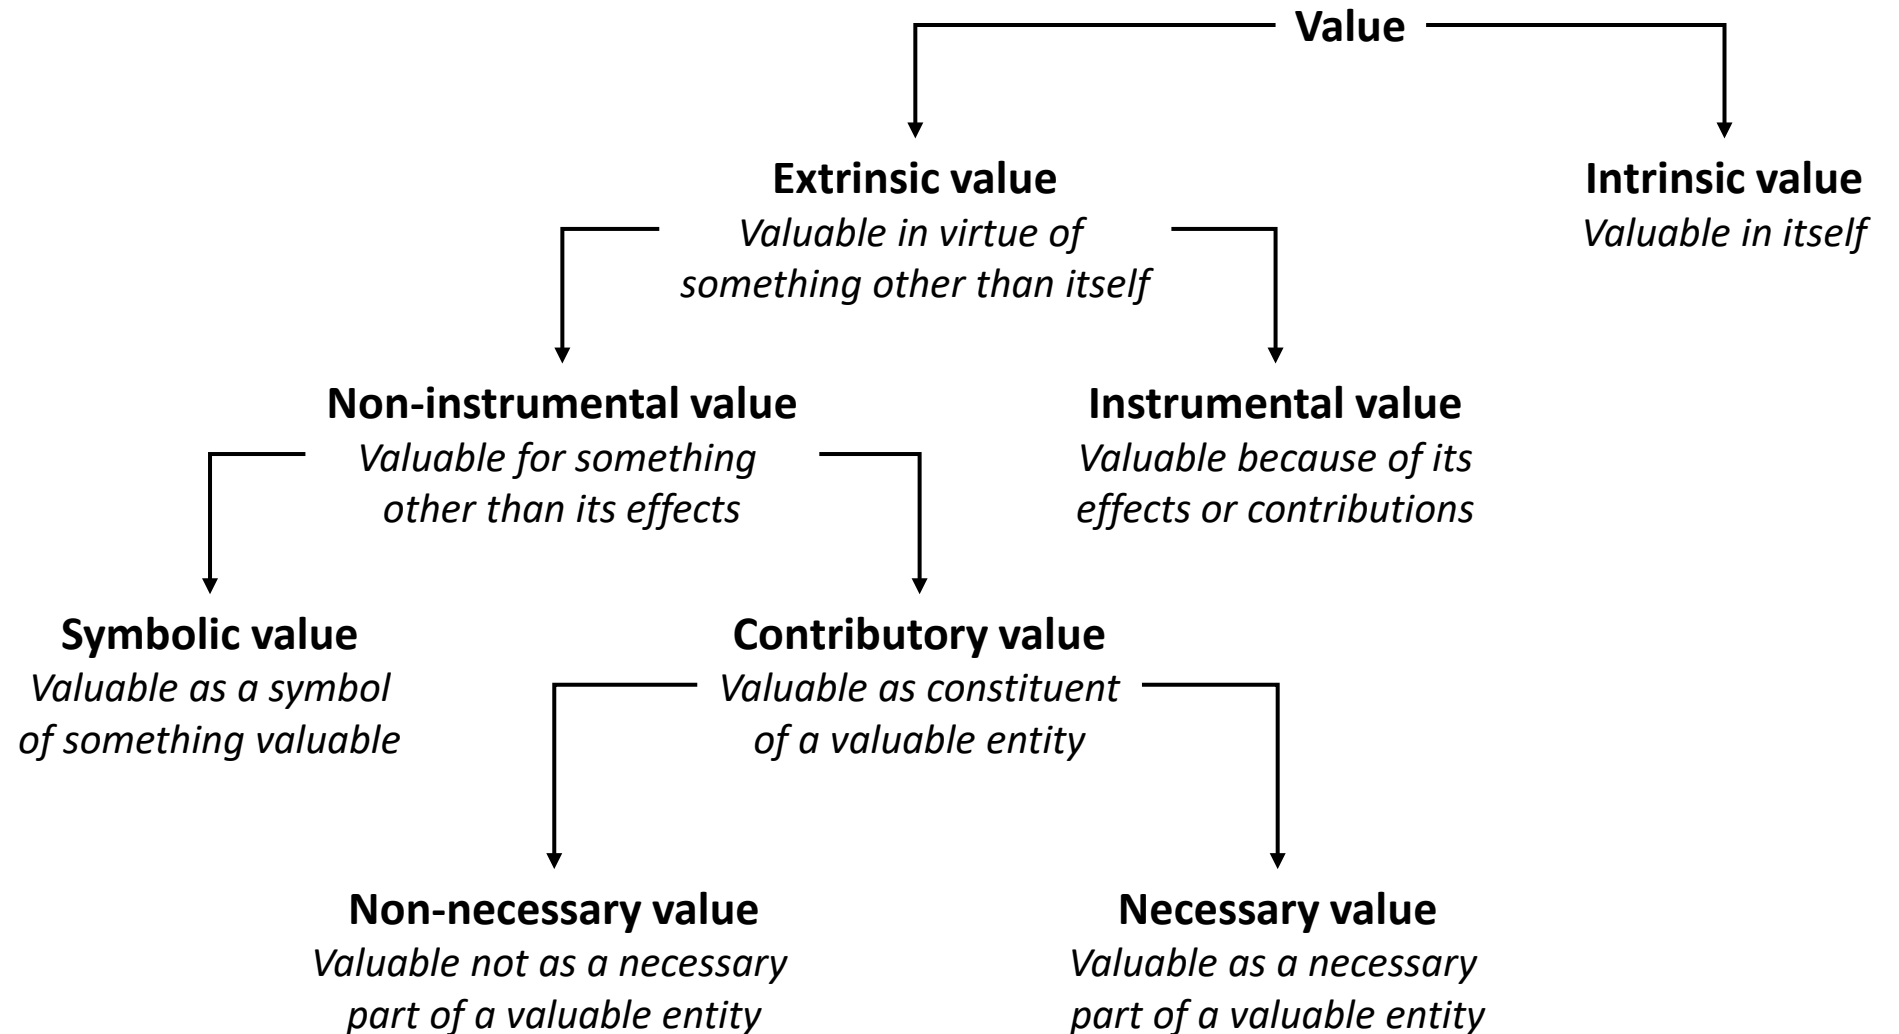 Value
Extrinsic value
Valuable in virtue of
something other than itself
Intrinsic value
Valuable in itself
Non-instrumental value
Valuable for something
other than its effects
Instrumental value
Valuable because of its
effects or contributions
Symbolic value
Valuable as a symbol
of something valuable
Contributory value
Valuable as constituent
of a valuable entity
Non-necessary value
Valuable not as a necessary
part of a valuable entity
Necessary value
Valuable as a necessary
part of a valuable entity